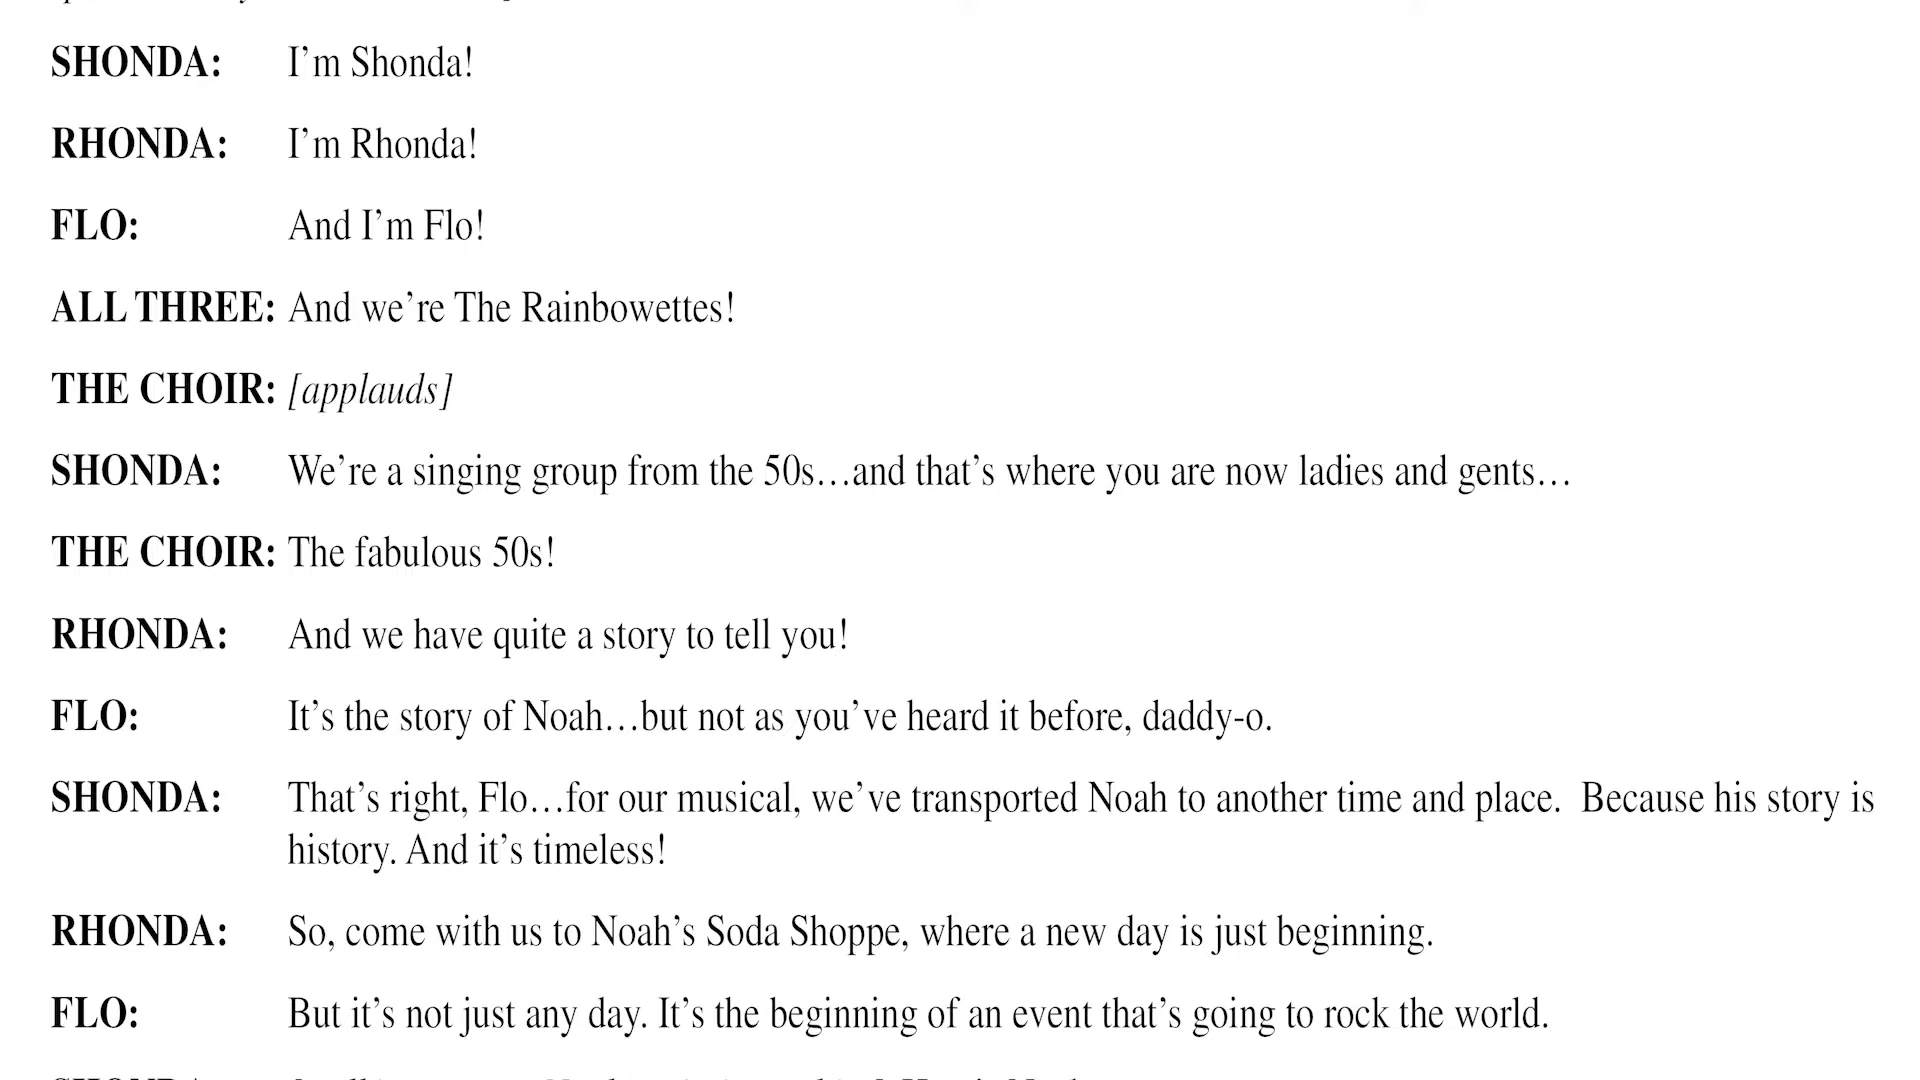 SHONDA: I’m Shonda!
RHONDA: I’m Rhonda!
FLO: And I’m Flo!
ALL THREE: And we’re The Rainbowettes!
THE CHOIR: [applauds]
SHONDA: We’re a singing group from the 50s…and that’s where you are now ladies and gents…
THE CHOIR: The fabulous 50s!
RHONDA: And we have quite a story to tell you!
FLO: It’s the story of Noah…but not as you’ve heard it before, daddy-o.
SHONDA: That’s right, Flo…for our musical, we’ve transported Noah to another time and place.  Because his story is
history. And it’s timeless!
RHONDA: So, come with us to Noah’s Soda Shoppe, where a new day is just beginning.
FLO: But it’s not just any day. It’s the beginning of an event that’s going to rock the world.